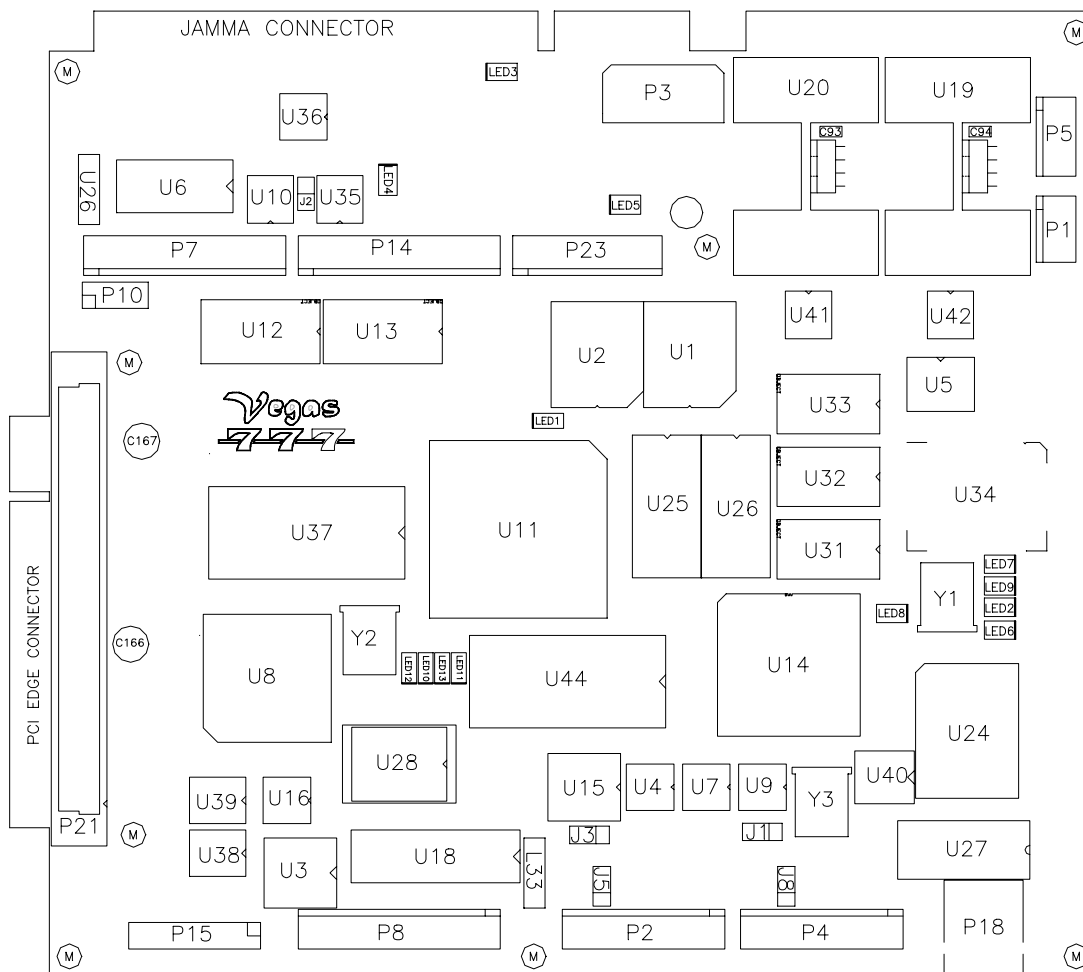 JAMMA CONNECTOR
M
M
LED3
P3
U20
U19
C93
C94
P5
U36
U26
U6
U10
J2
U35
LED4
LED5
P1
P7
P14
P23
M
P10
U12
U13
U2
U1
U41
U42
M
U5
Vegas
777
LED1
OBJECT
U33
C167
U25
U26
OBJECT
U32
U34
U37
U11
OBJECT
U31
LED7
LED9
LED2
LED6
Y1
LED8
PCI EDGE CONNECTOR
C166
Y2
U8
LED12
LED10
LED13
LED11
U44
U14
U24
U28
U15
U4
U7
U9
Y3
U40
U39
U16
P21
M
J3
J1
U38
U3
U18
L33
U27
J5
J8
P15
P8
P2
P4
P18
M
M
M